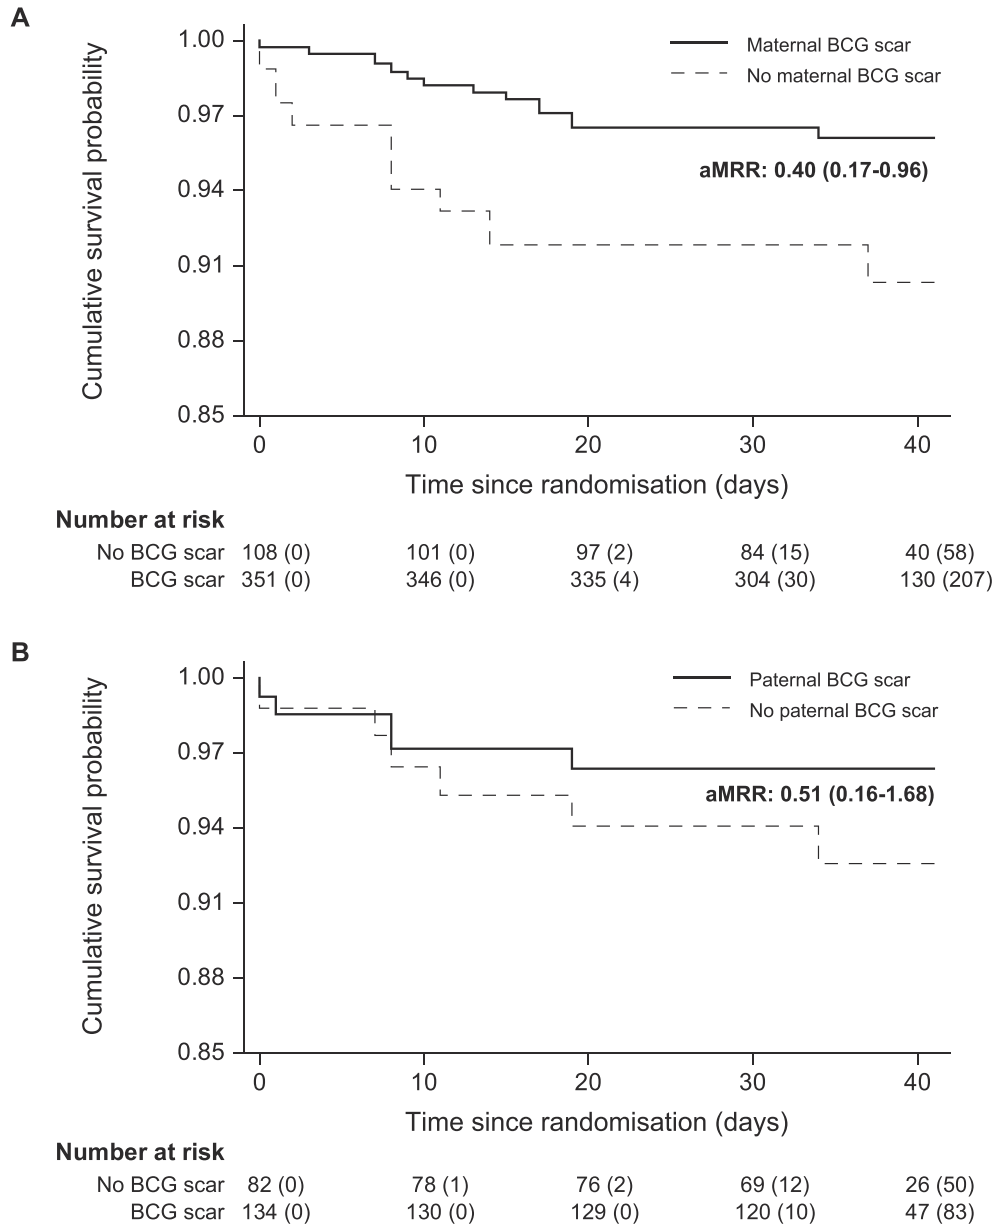 A
Cumulative survival probability
1.00
0.97
0.94
0.91
0.88
0.85
Maternal BCG scar
No maternal BCG scar
aMRR: 0.40 (0.17-0.96)
0 10 20 30 40
Time since randomisation (days)
Number at risk
No BCG scar 108 (0) 101 (0) 97 (2) 84 (15) 40 (58)
BCG scar 351 (0) 346 (0) 335 (4) 304 (30) 130 (207)
B
Cumulative survival probability
1.00
0.97
0.94
0.91
0.88
0.85
Paternal BCG scar
No paternal BCG scar
aMRR: 0.51 (0.16-1.68)
0 10 20 30 40
Time since randomisation (days)
Number at risk
No BCG scar 82 (0) 78 (1) 76 (2) 69 (12) 26 (50)
BCG scar 134 (0) 130 (0) 129 (0) 120 (10) 47 (83)